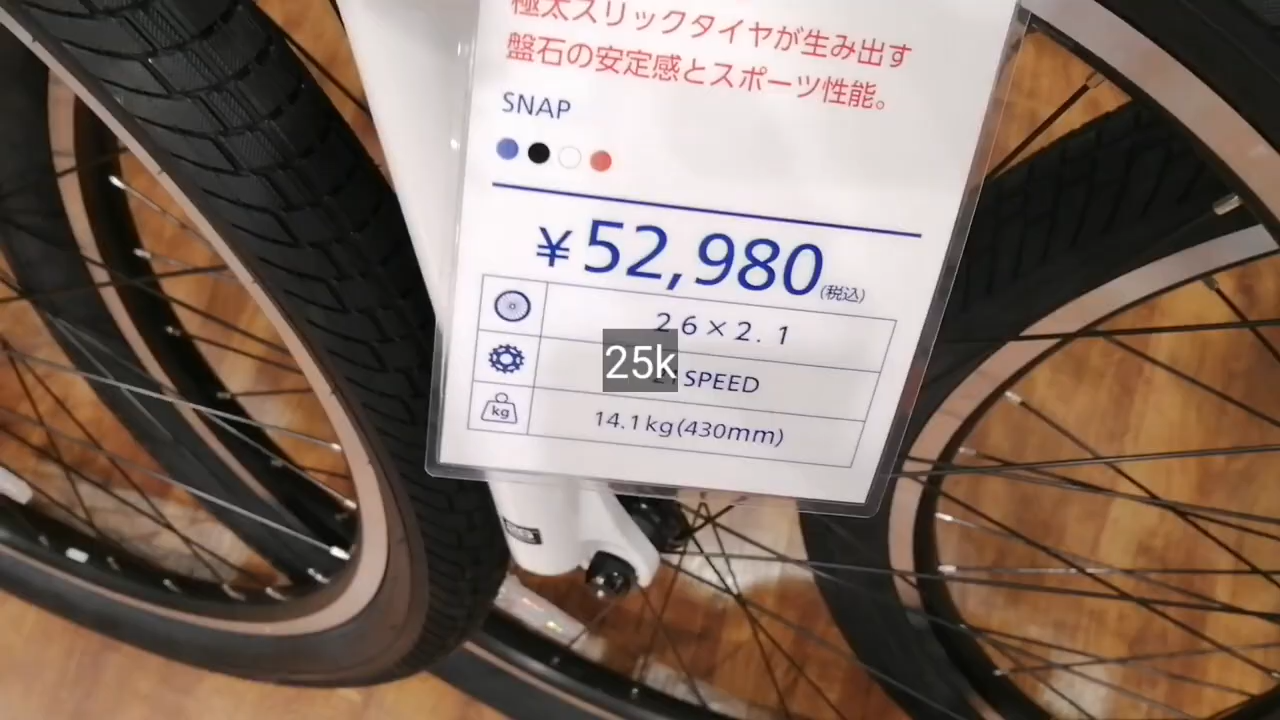 極太スリックタイヤが生み出す
盤石の安定感とスポーツ性能。
SNAP
¥52,980(税込)
26×2.1
25k
21 SPEED
kg
14.1kg(430mm)